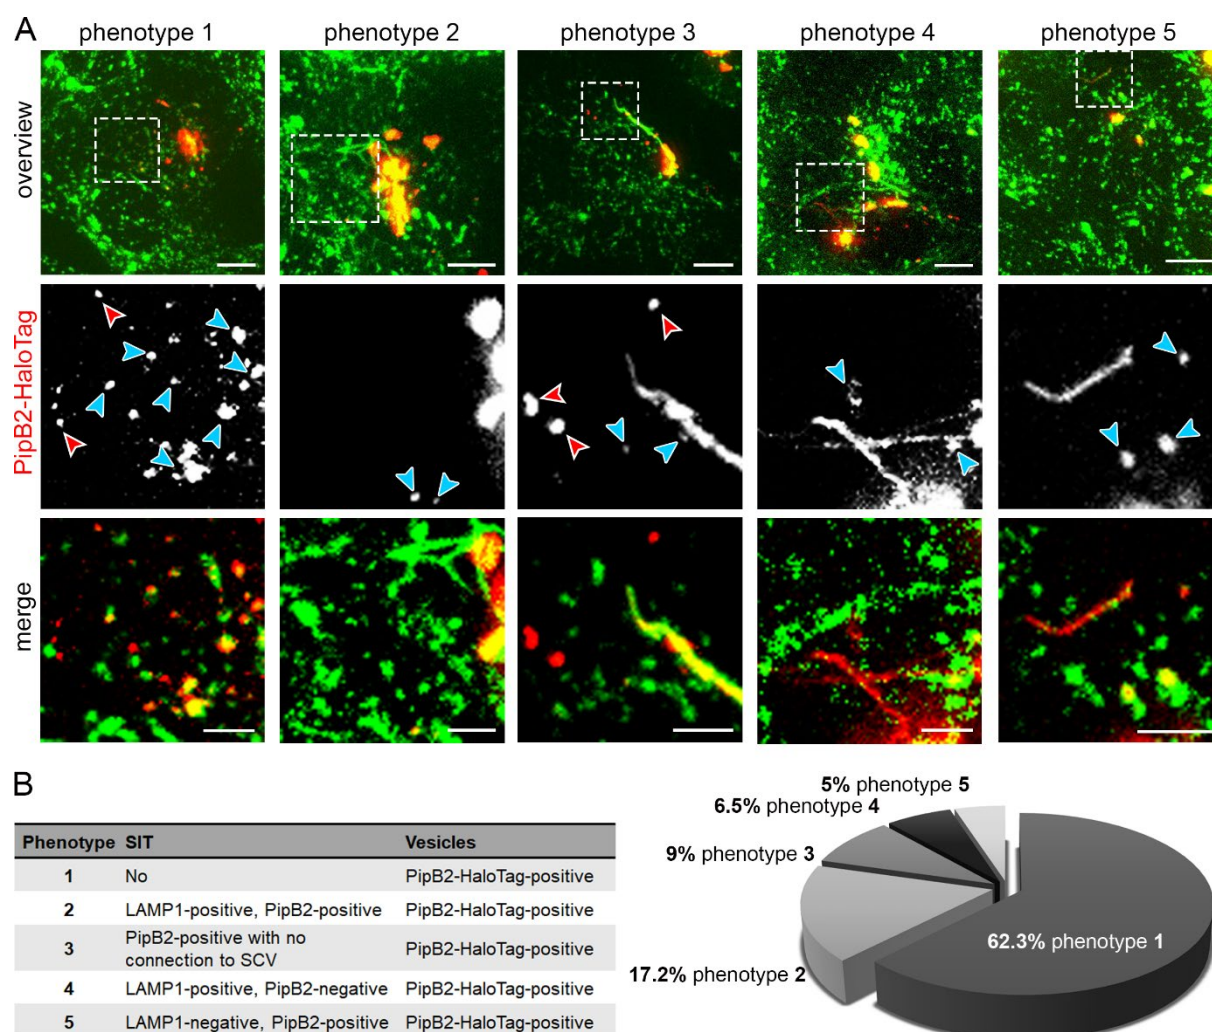 A
phenotype 1 phenotype 2 phenotype 3 phenotype 4 phenotype 5
overview
PipB2-HaloTag
merge
B
Phenotype SIT Vesicles
1 No PipB2-HaloTag-positive
2 LAMP1-positive, PipB2-positive PipB2-HaloTag-positive
3 PipB2-positive with no
connection to SCV PipB2-HaloTag-positive
4 LAMP1-positive, PipB2-negative PipB2-HaloTag-positive
5 LAMP1-negative, PipB2-positive PipB2-HaloTag-positive
5% phenotype 5
6.5% phenotype 4
9% phenotype 3
17.2% phenotype 2
62.3% phenotype 1